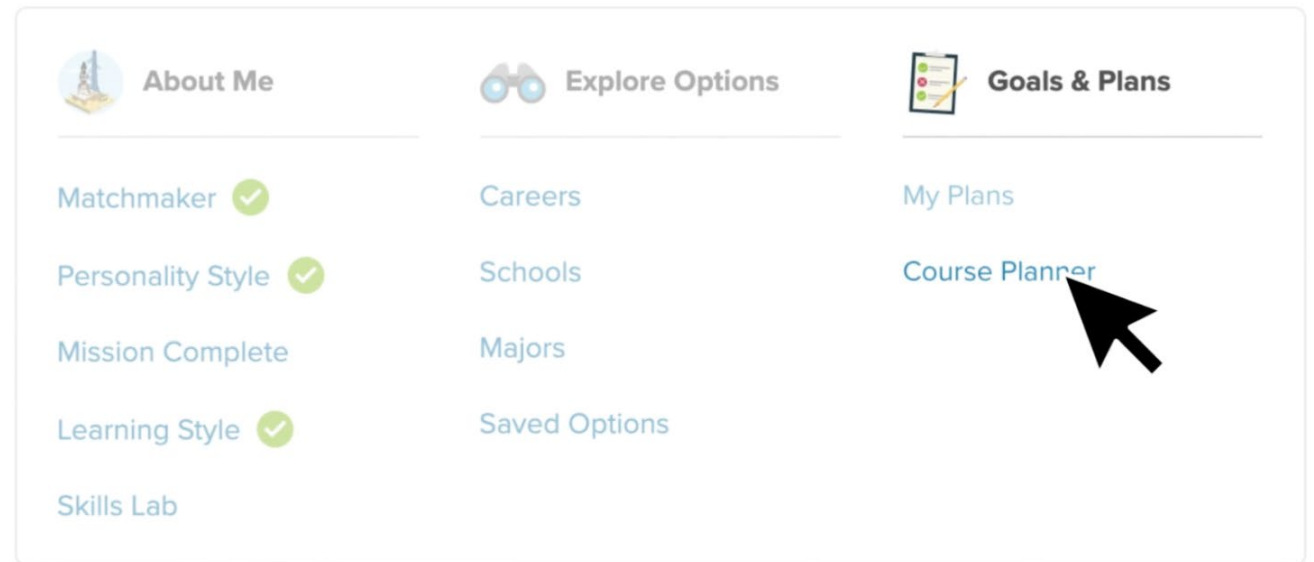 About Me
Matchmaker
Personality Style
Mission Complete
Learning Style
Skills Lab
Explore Options
Careers
Schools
Majors
Saved Options
Goals & Plans
My Plans
Course Planner